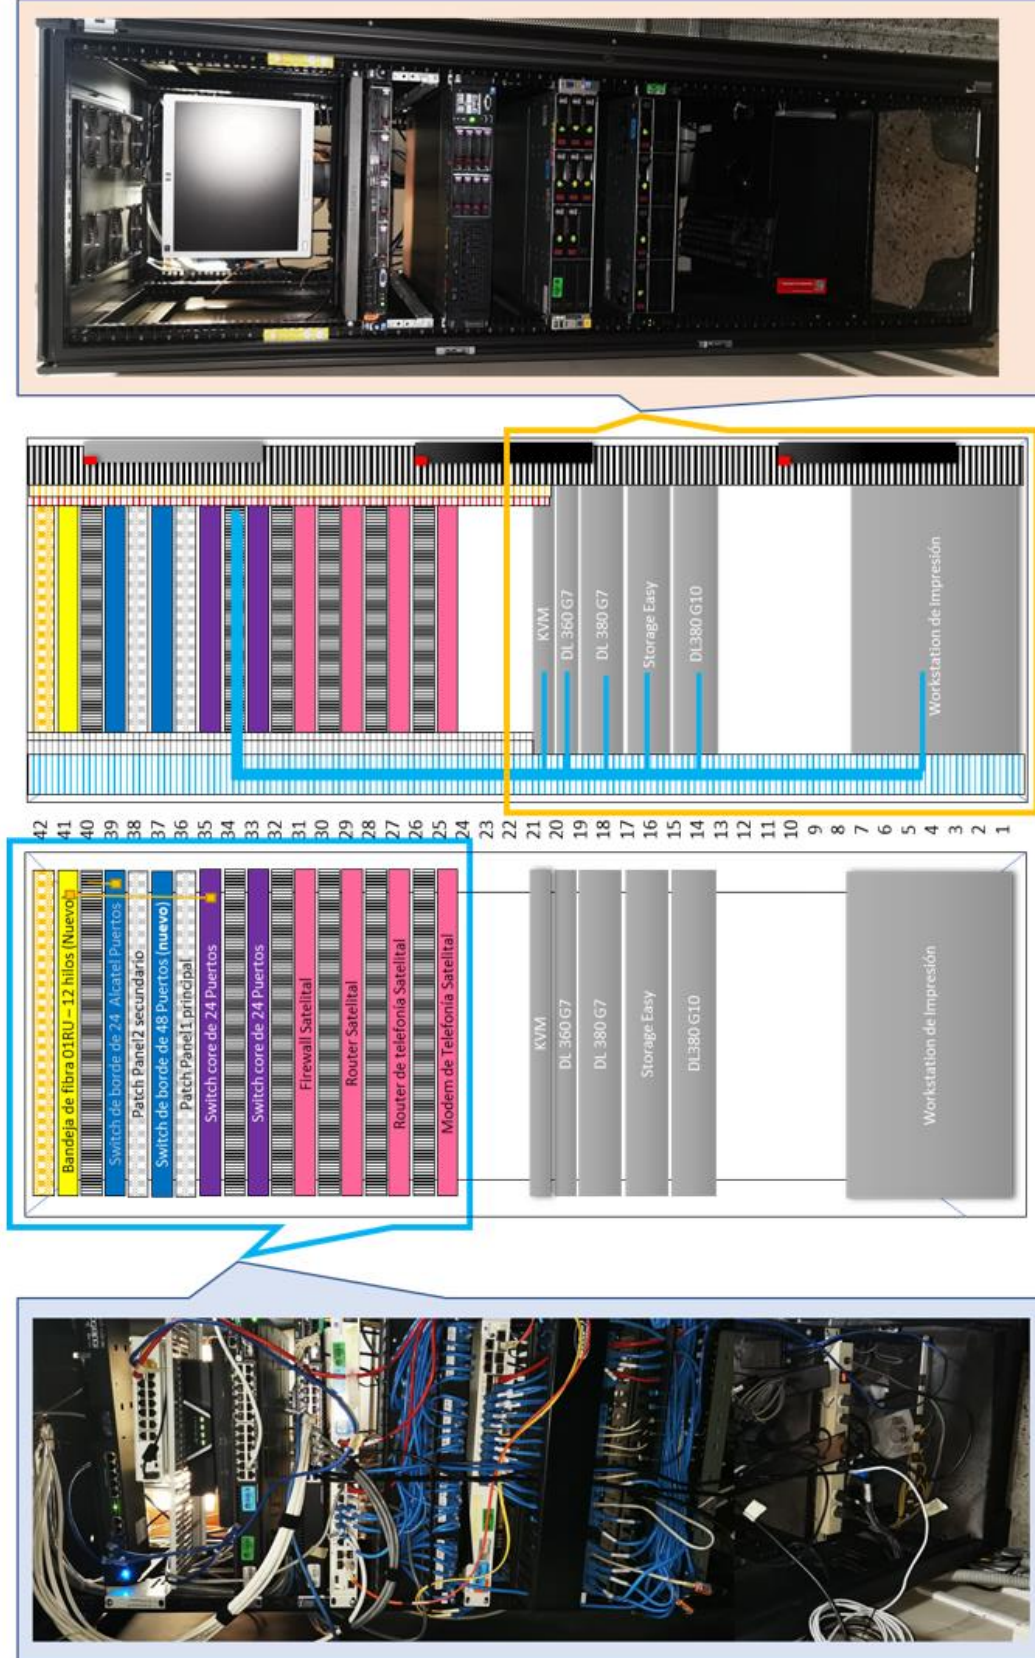 42
41
40
39
38
37
36
35
34
33
32
31
30
29
28
27
26
25
24
23
22
21
20
19
18
17
16
15
14
13
12
11
10
9
8
7
6
5
4
3
2
1
Bandeja de fibra 01RU – 12 hilos (Nuevo
Switch de borde de 24 Alcatel Puertos
Patch Panel2 secundario
Switch de borde de 48 Puertos (nuevo)
Patch Panel1 principal
Switch core de 24 Puertos
Switch core de 24 Puertos
Firewall Satelital
Router Satelital
Router de telefonía Satelital
Modem de Telefonía Satelital
KVM
DL 360 G7
DL 380 G7
Storage Easy
DL380 G10
Workstation de Impresión
KVM
DL 360 G7
DL 380 G7
Storage Easy
DL380 G10
Workstation de Impresión